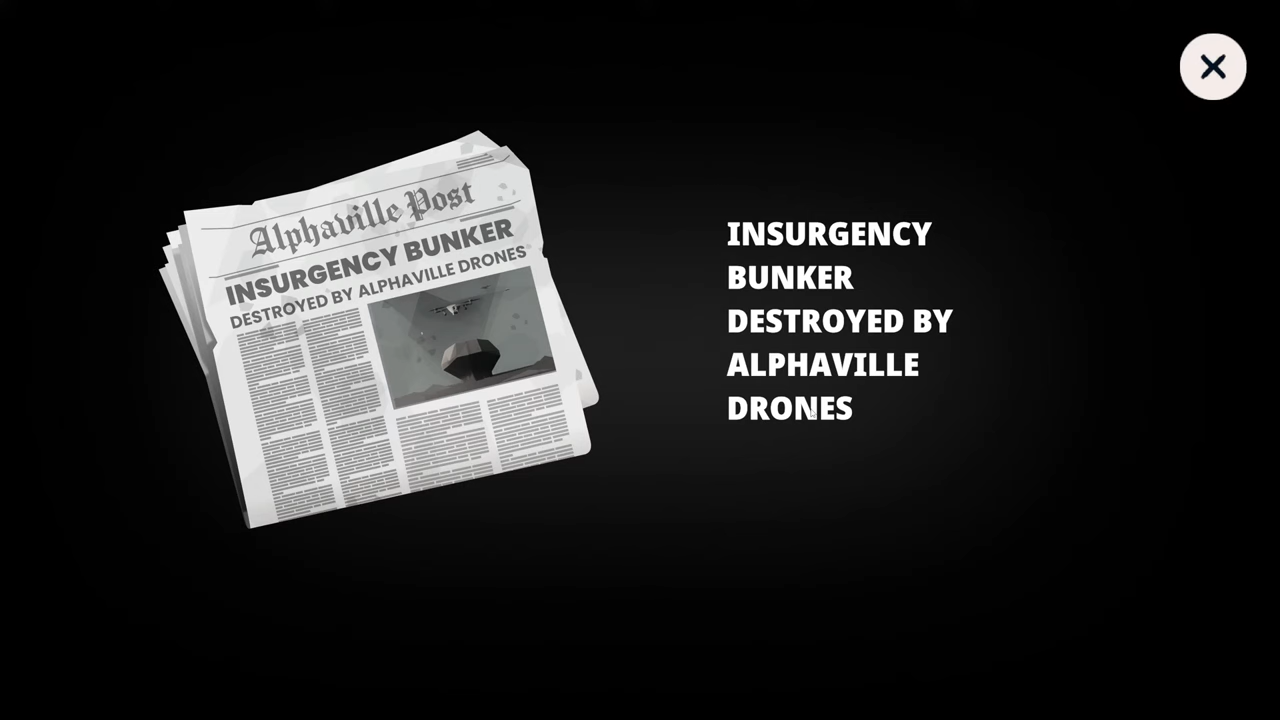 Alphaville Post
INSURGENCY BUNKER
DESTROYED BY ALPHAVILLE DRONES
INSURGENCY
BUNKER
DESTROYED BY
ALPHAVILLE
DRONES